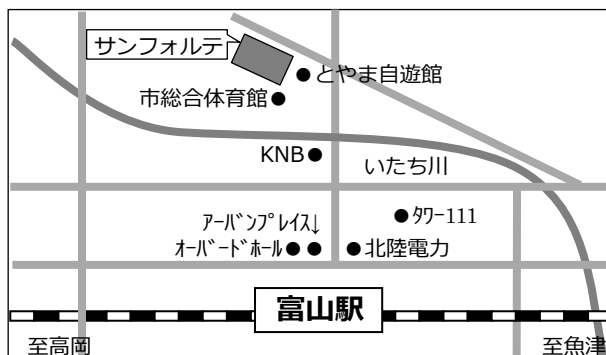 サンフォルテ
とやま自遊館
市総合体育館
KNB
いたち川
ﾀﾜｰ111
ｱｰﾊﾞﾝﾌﾟﾚｲｽ↓
ｵｰﾊﾞｰﾄﾞﾎｰﾙ
北陸電力
富山駅
至高岡
至魚津